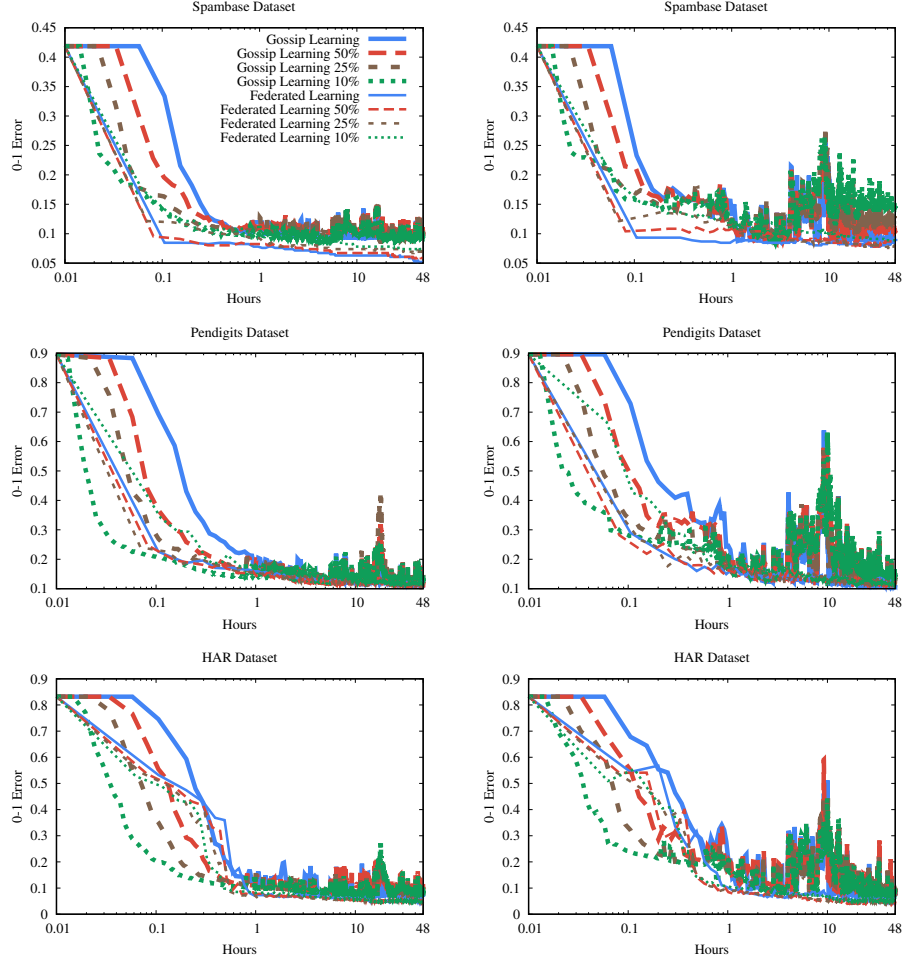 Spambase Dataset
0.45
0.4
0.35
0.3
0.25
0.2
0.15
0.1
0.05
0-1 Error
Gossip Learning
Gossip Learning 50%
Gossip Learning 25%
Gossip Learning 10%
Federated Learning
Federated Learning 50%
Federated Learning 25%
Federated Learning 10%
0.01 0.1 1 10 48
Hours
Spambase Dataset
0.45
0.4
0.35
0.3
0.25
0.2
0.15
0.1
0.05
0-1 Error
0.01 0.1 1 10 48
Hours
Pendigits Dataset
0.9
0.8
0.7
0.6
0.5
0.4
0.3
0.2
0.1
0-1 Error
0.01 0.1 1 10 48
Hours
Pendigits Dataset
0.9
0.8
0.7
0.6
0.5
0.4
0.3
0.2
0.1
0-1 Error
0.01 0.1 1 10 48
Hours
HAR Dataset
0.9
0.8
0.7
0.6
0.5
0.4
0.3
0.2
0.1
0
0-1 Error
0.01 0.1 1 10 48
Hours
HAR Dataset
0.9
0.8
0.7
0.6
0.5
0.4
0.3
0.2
0.1
0
0-1 Error
0.01 0.1 1 10 48
Hours